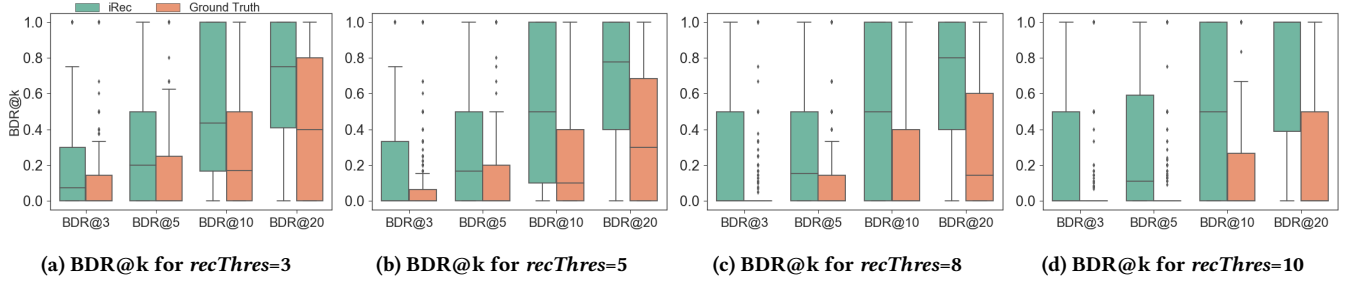 iRec Ground Truth
BDR@k
1.0 1.0 1.0 1.0
0.8 0.8 0.8 0.8
0.6 0.6 0.6 0.6
0.4 0.4 0.4 0.4
0.2 0.2 0.2 0.2
0.0 0.0 0.0 0.0
BDR@3 BDR@5 BDR@10 BDR@20 BDR@3 BDR@5 BDR@10 BDR@20 BDR@3 BDR@5 BDR@10 BDR@20 BDR@3 BDR@5 BDR@10 BDR@20
(a) BDR@k for recThres=3 (b) BDR@k for recThres=5 (c) BDR@k for recThres=8 (d) BDR@k for recThres=10